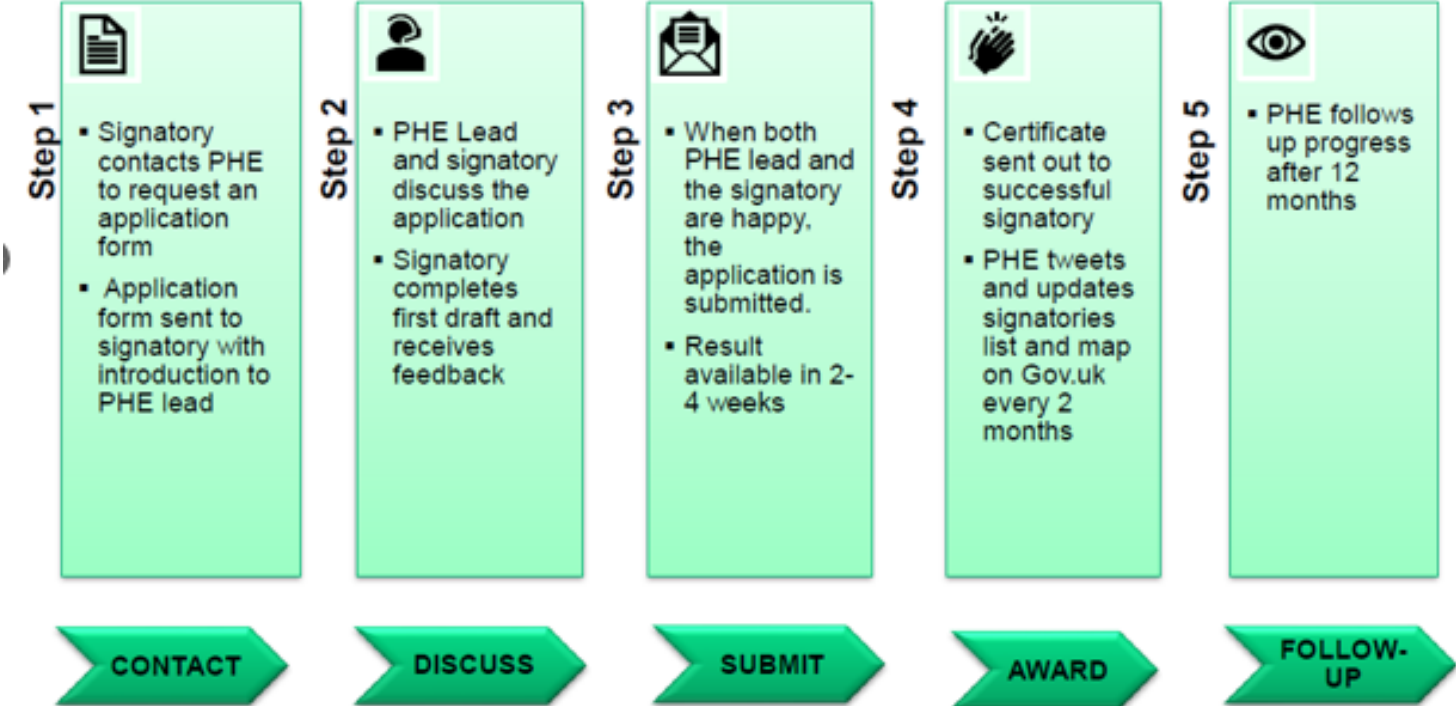 Step 1
▪ Signatory
contacts PHE
to request an
application
form
▪ Application
form sent to
signatory with
introduction to
PHE lead
CONTACT
Step 2
▪ PHE Lead
and signatory
discuss the
application
▪ Signatory
completes
first draft and
receives
feedback
DISCUSS
Step 3
▪ When both
PHE lead and
the signatory
are happy,
the
application is
submitted.
▪ Result
available in 2-
4 weeks
SUBMIT
Step 4
▪ Certificate
sent out to
successful
signatory
▪ PHE tweets
and updates
signatories
list and map
on Gov.uk
every 2
months
AWARD
Step 5
▪ PHE follows
up progress
after 12
months
FOLLOW-
UP